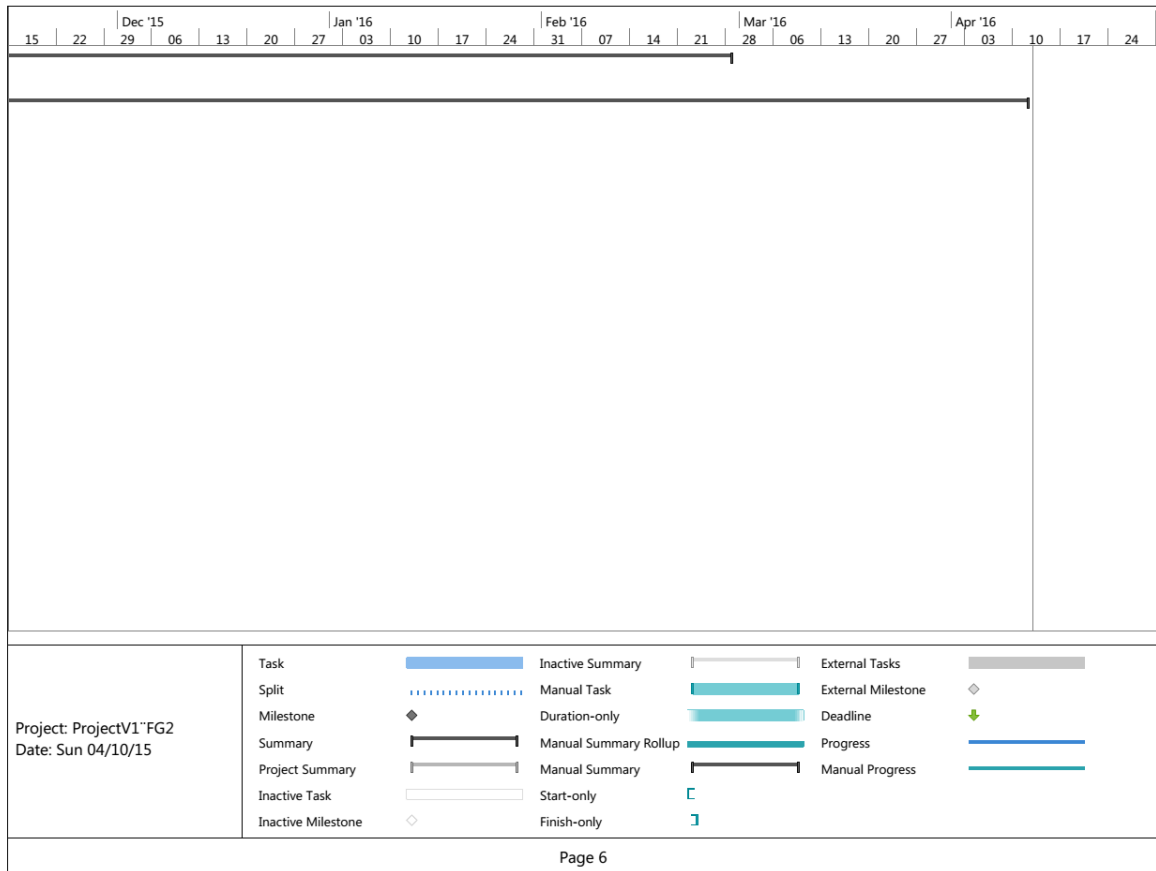 Dec '15 Jan '16 Feb '16 Mar '16 Apr '16
15 22 29 06 13 20 27 03 10 17 24 31 07 14 21 28 06 13 20 27 03 10 17 24
Project: ProjectV1¨FG2
Date: Sun 04/10/15
Task
Split
Milestone
Summary
Project Summary
Inactive Task
Inactive Milestone
Inactive Summary
Manual Task
Duration-only
Manual Summary Rollup
Manual Summary
Start-only
Finish-only
External Tasks
External Milestone
Deadline
Progress
Manual Progress
Page 6